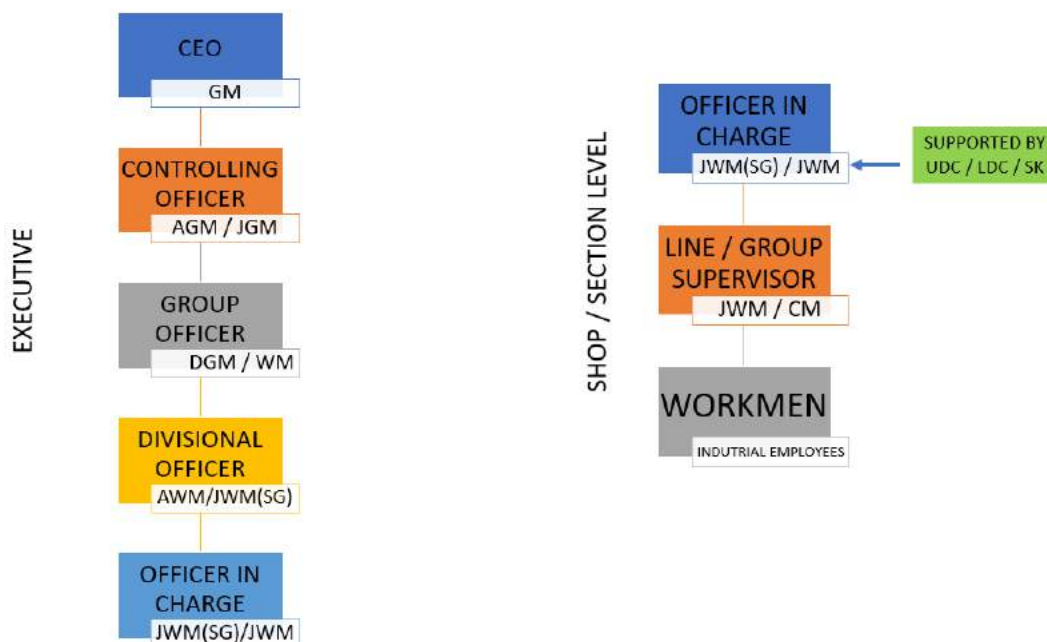 EXECUTIVE
CEO
GM
CONTROLLING
OFFICER
AGM / JGM
GROUP
OFFICER
DGM / WM
DIVISIONAL
OFFICER
AWM/JWM(SG)
OFFICER IN
CHARGE
JWM(SG)/JWM
SHOP / SECTION LEVEL
OFFICER IN
CHARGE
JWM(SG) / JWM
SUPPORTED BY
UDC / LDC / SK
LINE / GROUP
SUPERVISOR
JWM / CM
WORKMEN
INDUTRIAL EMPLOYEES